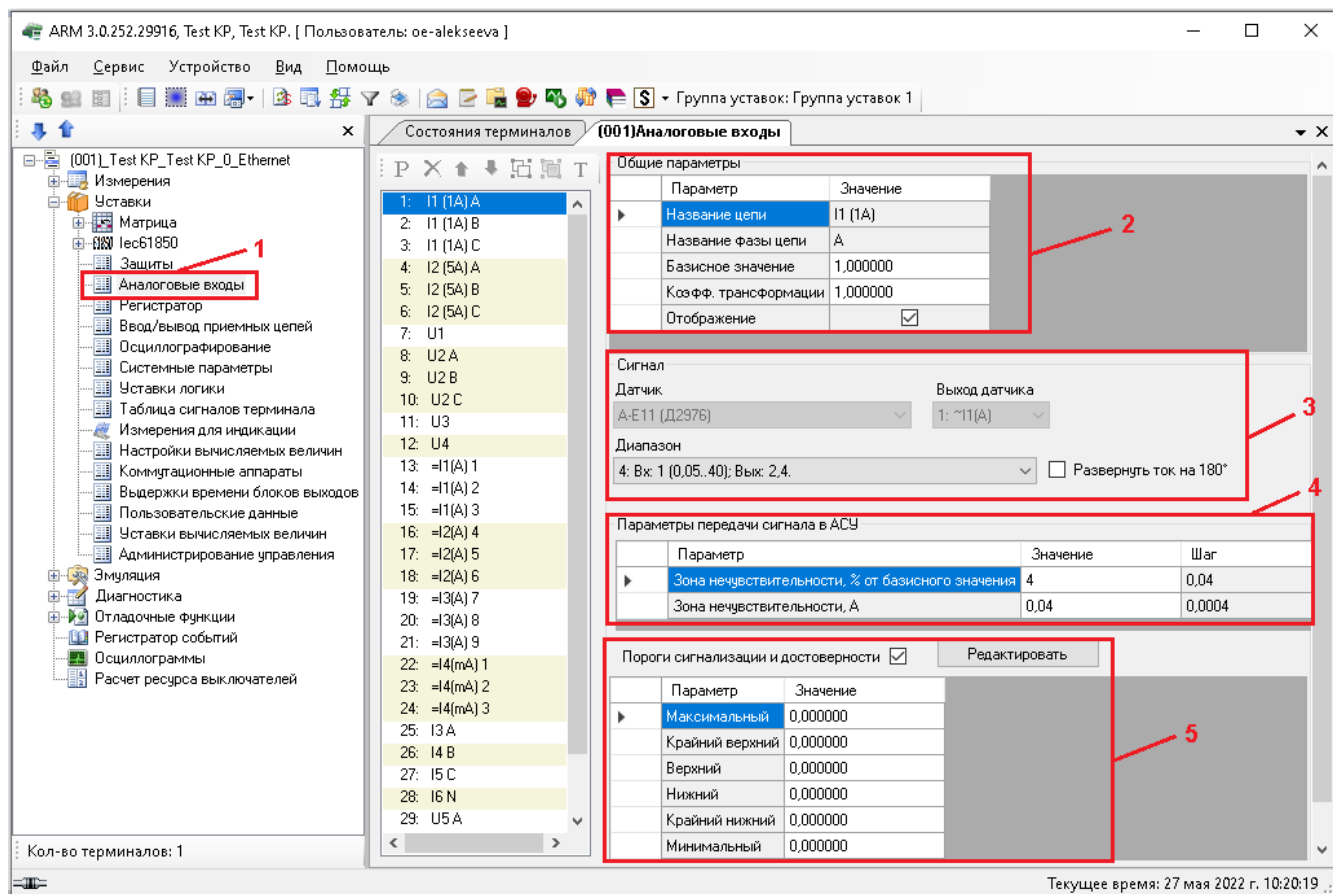 ARM 3.0.252.29916, Test KP, Test KP. [ Пользователь: oe-alekseeva ]
Файл Сервис Устройство Вид Помощь
S Группа уставок: Группа уставок 1
Состояния терминалов (001)Аналоговые входы
(001)_Test KP_Test KP_0_Ethernet
Измерения
Уставки
Матрица
Iec61850
Защиты
Аналоговые входы
Регистратор
Ввод/вывод приемных цепей
Осциллографирование
Системные параметры
Уставки логики
Таблица сигналов терминала
Измерения для индикации
Настройки вычисляемых величин
Коммутационные аппараты
Выдержки времени блоков выходов
Пользовательские данные
Уставки вычисляемых величин
Администрирование управления
Эмуляция
Диагностика
Отладочные функции
Регистратор событий
Осциллограммы
Расчет ресурса выключателей
1
Кол-во терминалов: 1
P T
1: I1 (1A) A
2: I1 (1A) B
3: I1 (1A) C
4: I2 (5A) A
5: I2 (5A) B
6: I2 (5A) C
7: U1
8: U2 A
9: U2 B
10: U2 C
11: U3
12: U4
13: =I1(A) 1
14: =I1(A) 2
15: =I1(A) 3
16: =I2(A) 4
17: =I2(A) 5
18: =I2(A) 6
19: =I3(A) 7
20: =I3(A) 8
21: =I3(A) 9
22: =I4(mA) 1
23: =I4(mA) 2
24: =I4(mA) 3
25: I3 A
26: I4 B
27: I5 C
28: I6 N
29: U5 A
Общие параметры
Параметр Значение
Название цепи I1 (1A)
Название фазы цепи A
Базисное значение 1,000000
Коэфф. трансформации 1,000000
Отображение
2
Сигнал
Датчик Выход датчика
А-Е11 (Д2976) 1: ~I1(A)
Диапазон
4: Вх: 1 (0,05..40); Вых: 2,4. Развернуть ток на 180°
3
Параметры передачи сигнала в АСУ
Параметр Значение Шаг
Зона нечувствительности, % от базисного значения 4 0,04
Зона нечувствительности, А 0,04 0,0004
4
Пороги сигнализации и достоверности Редактировать
Параметр Значение
Максимальный 0,000000
Крайний верхний 0,000000
Верхний 0,000000
Нижний 0,000000
Крайний нижний 0,000000
Минимальный 0,000000
5
Текущее время: 27 мая 2022 г. 10:20:19